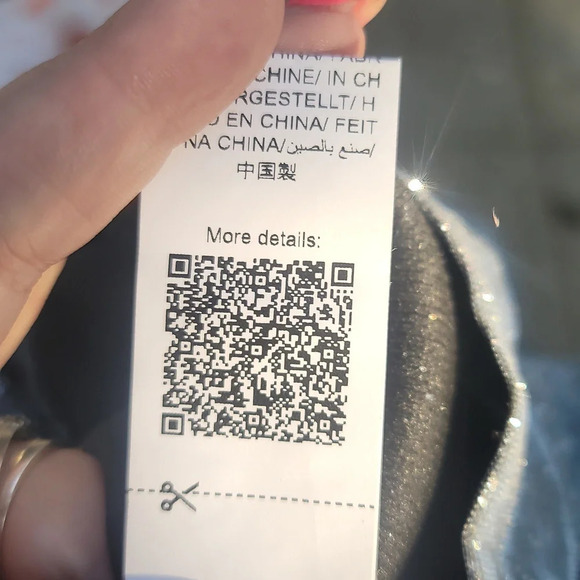 CHINE/ IN CH
RGESTELLT/ H
EN CHINA/ FEIT
NA CHINA/صنع بالصين/
中国製
More details: